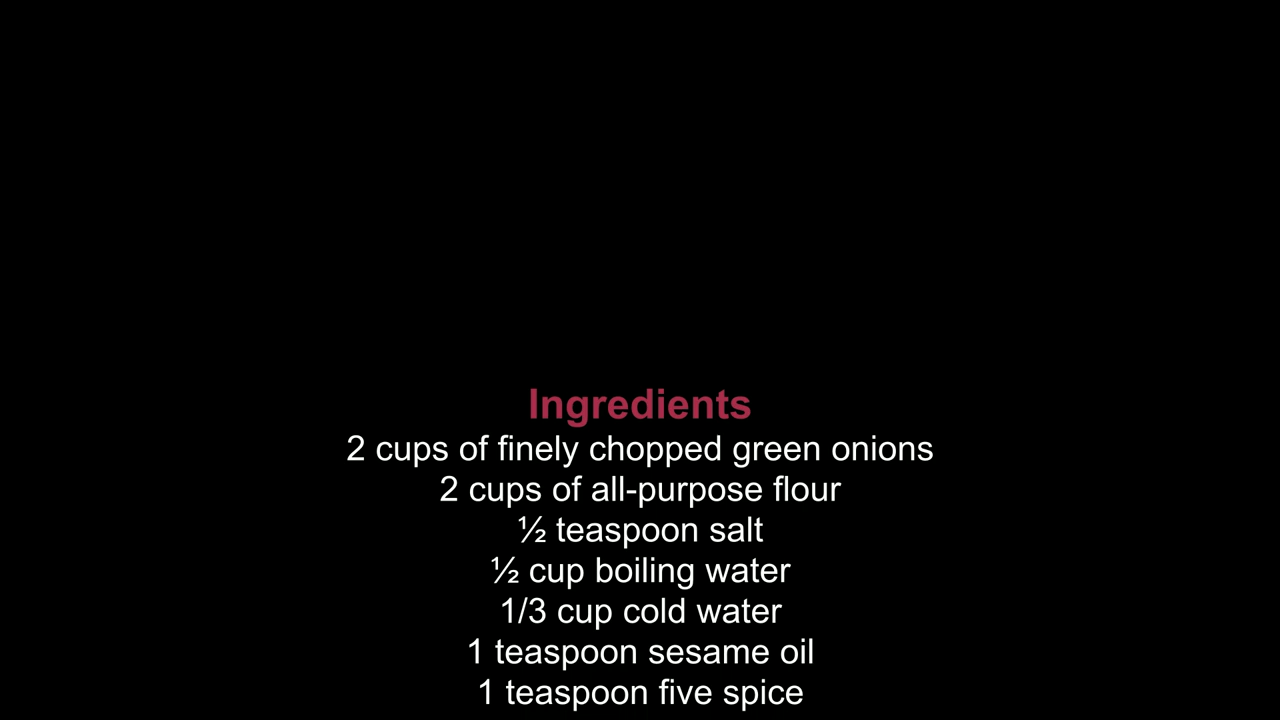 Ingredients
2 cups of finely chopped green onions
2 cups of all-purpose flour
½ teaspoon salt
½ cup boiling water
1/3 cup cold water
1 teaspoon sesame oil
1 teaspoon five spice